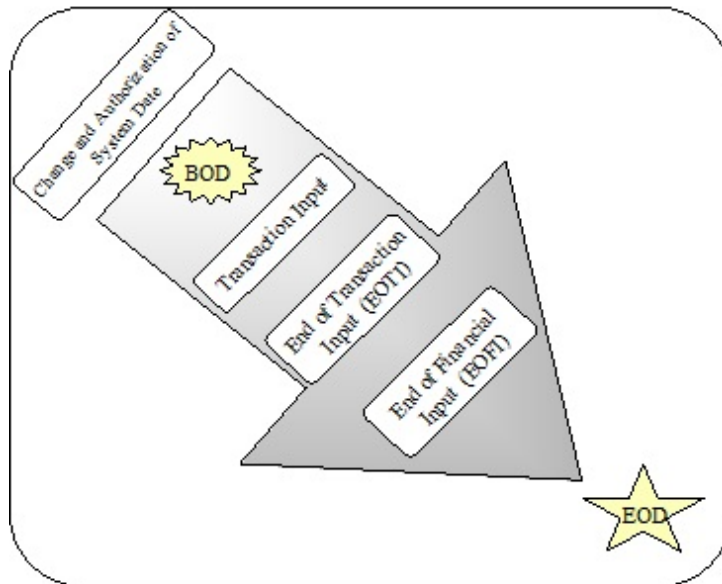 Change and Authorization of
System Date
BOD
Transaction Input
End of Transaction
Input (EOTI)
End of Financial
Input (EOFI)
EOD